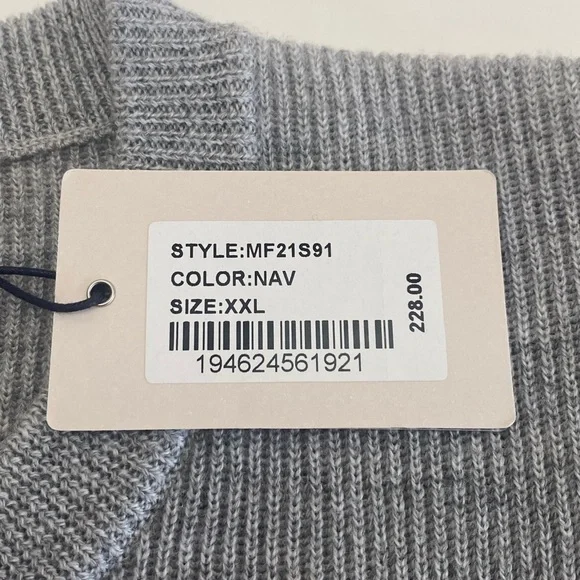 STYLE:MF21S91
COLOR:NAV
SIZE:XXL
194624561921
228.00